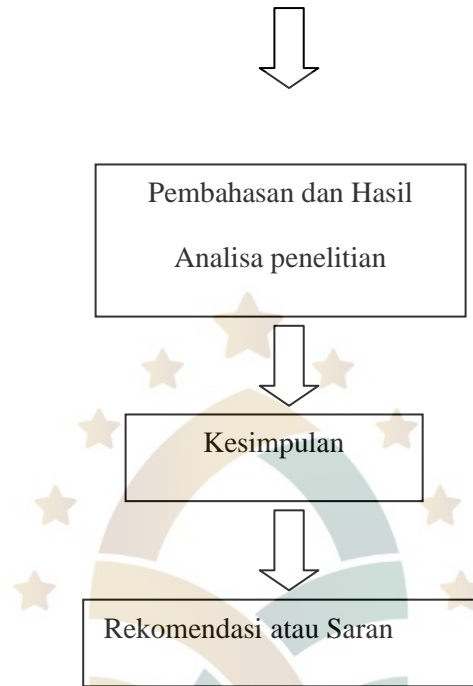 Pembahasan dan Hasil
Analisa penelitian
Kesimpulan
Rekomendasi atau Saran